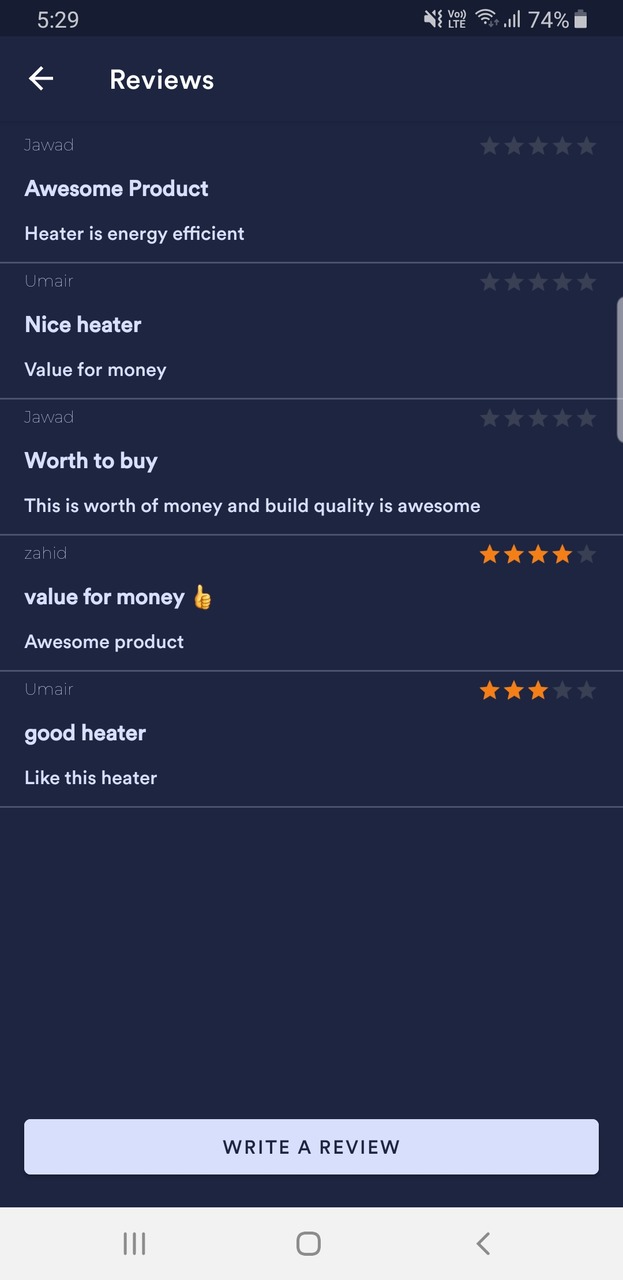 5:29
Vo)) LTE 74%
Reviews
Jawad
Awesome Product
Heater is energy efficient
Umair
Nice heater
Value for money
Jawad
Worth to buy
This is worth of money and build quality is awesome
zahid
value for money 👍
Awesome product
Umair
good heater
Like this heater
WRITE A REVIEW